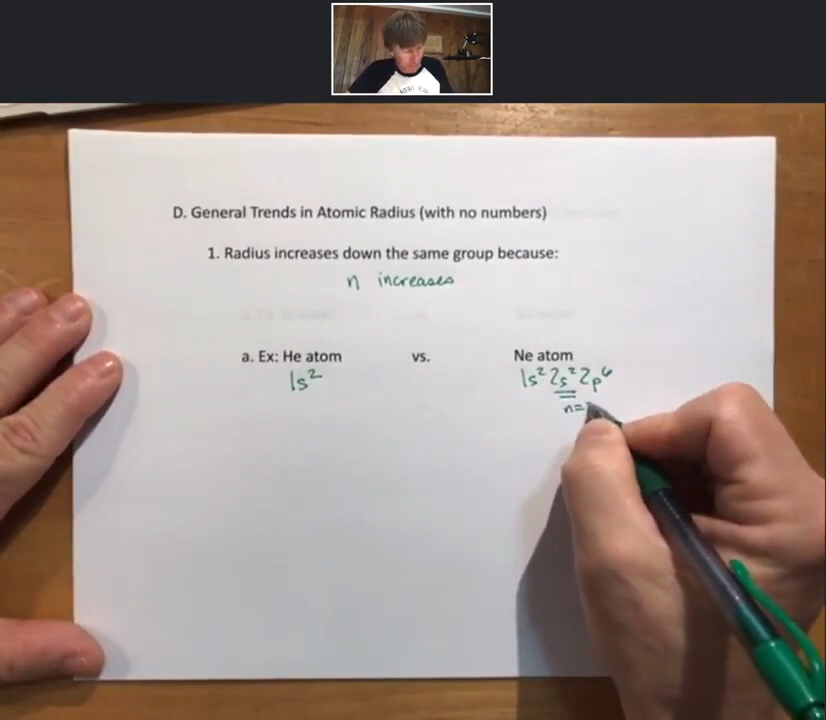 D. General Trends in Atomic Radius (with no numbers)
1. Radius increases down the same group because:
n increases
a. Ex: He atom vs. Ne atom
1s² 1s²2s²2p⁶
n=